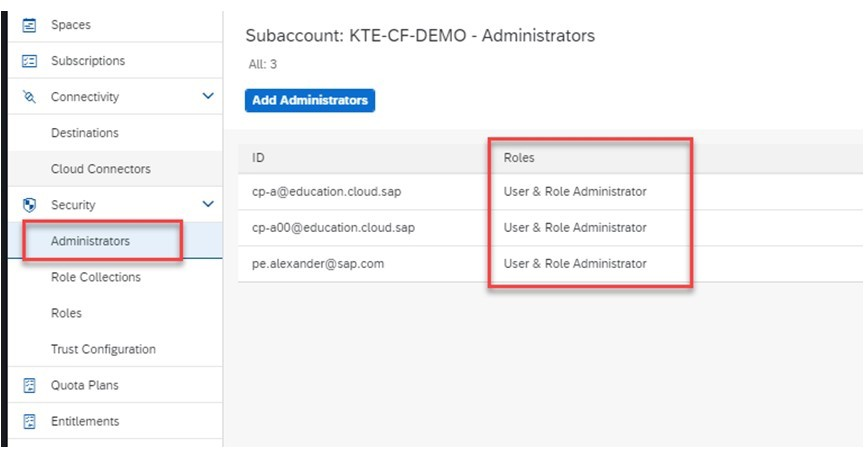 Spaces
Subscriptions
Connectivity
Destinations
Cloud Connectors
Security
Administrators
Role Collections
Roles
Trust Configuration
Quota Plans
Entitlements
Subaccount: KTE-CF-DEMO - Administrators
All: 3
Add Administrators
ID Roles
cp-a@education.cloud.sap User & Role Administrator
cp-a00@education.cloud.sap User & Role Administrator
pe.alexander@sap.com User & Role Administrator